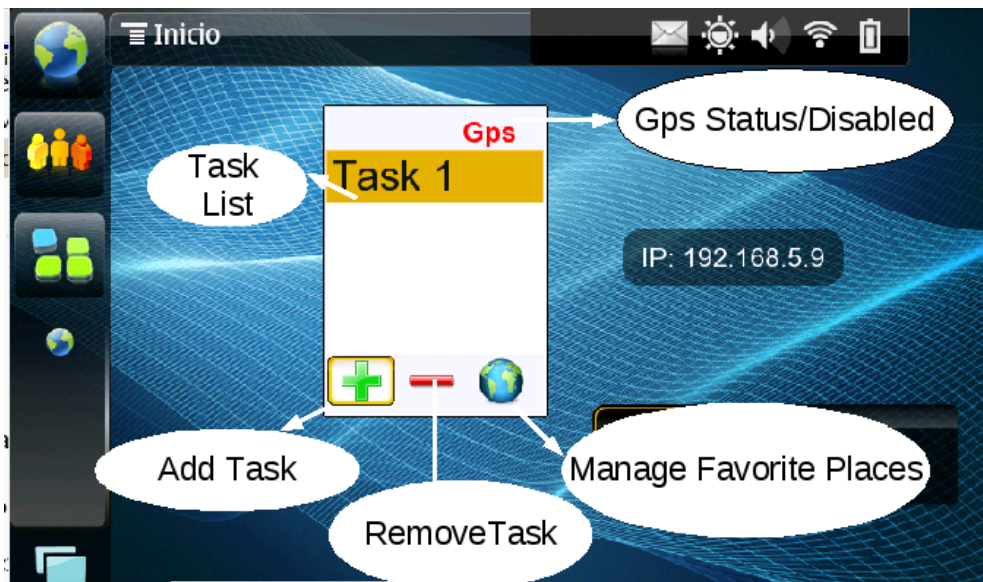 Inicio
Gps Status/Disabled
Gps
Task
List
Task 1
IP: 192.168.5.9
Add Task
Manage Favorite Places
RemoveTask